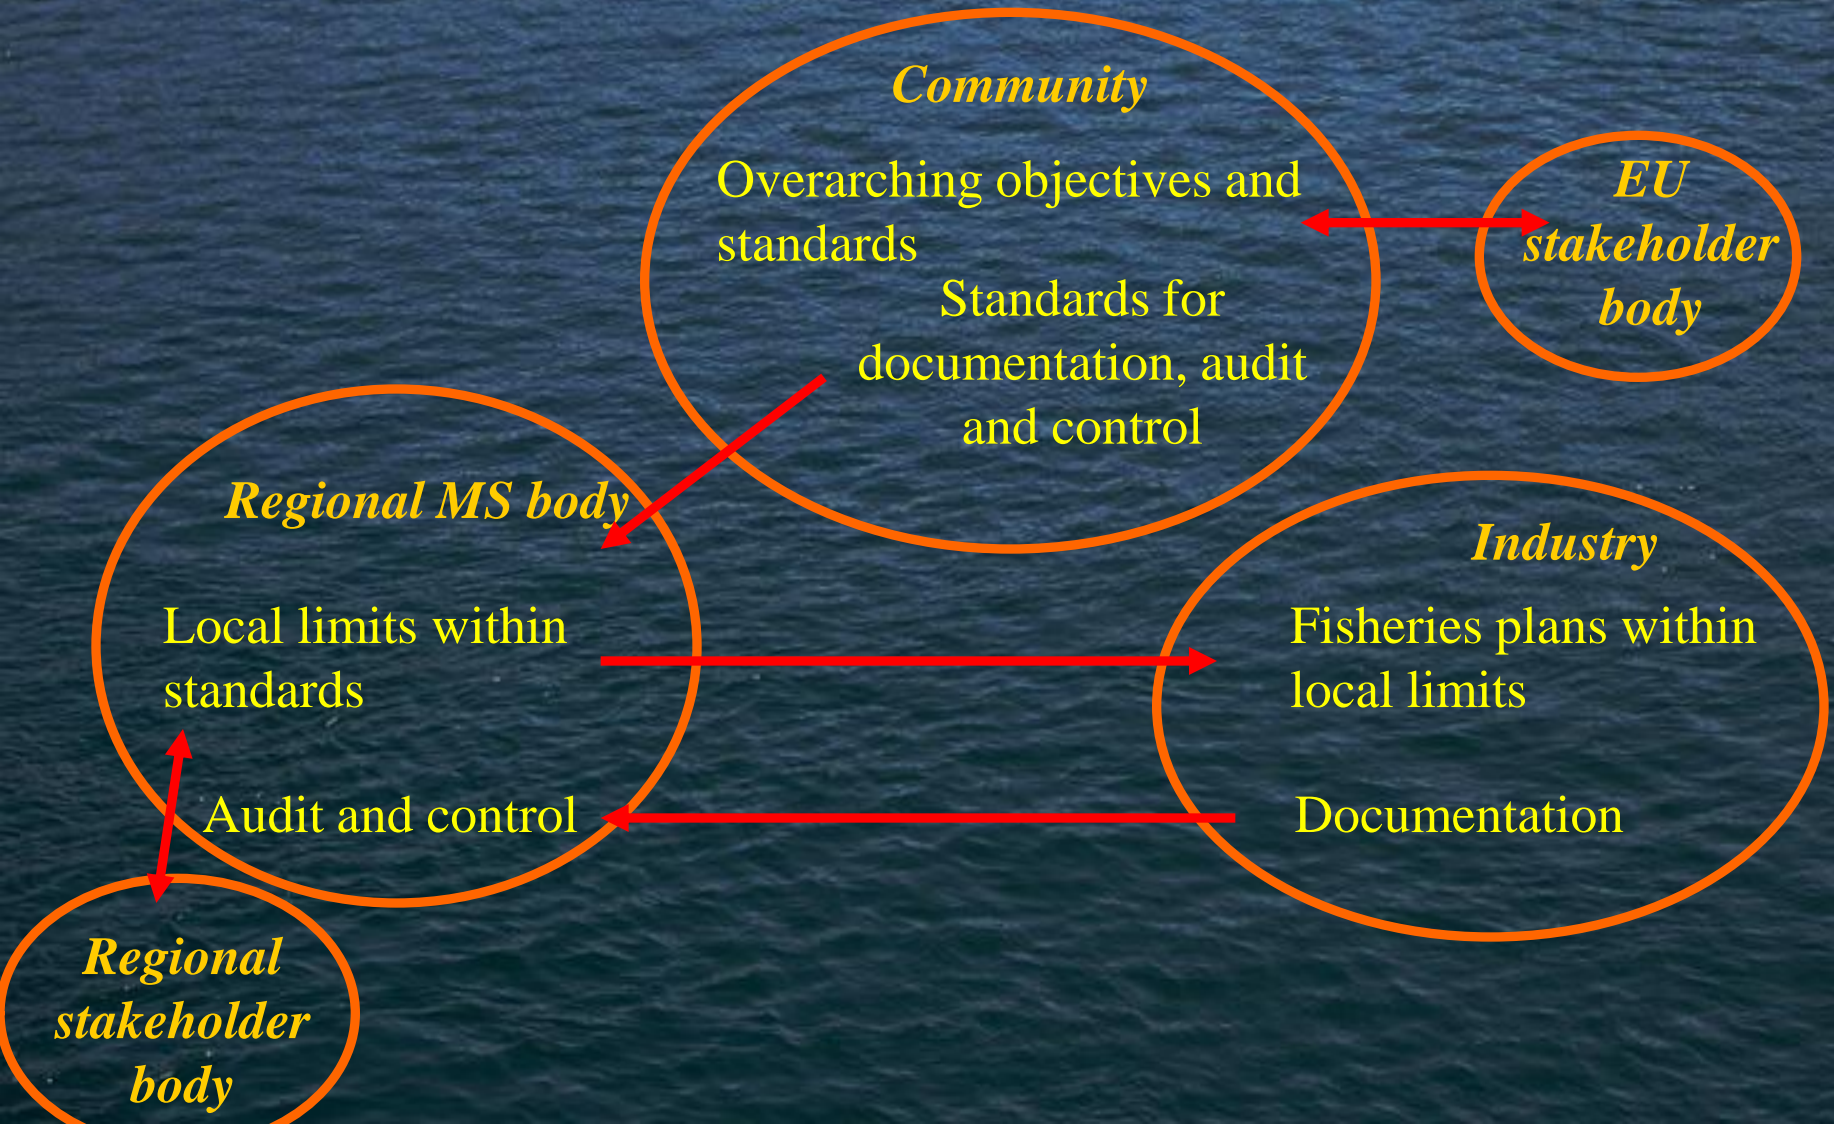 Community
Overarching objectives and
standards
Standards for
documentation, audit
and control
EU
stakeholder
body
Regional MS body
Local limits within
standards
Audit and control
Industry
Fisheries plans within
local limits
Documentation
Regional
stakeholder
body